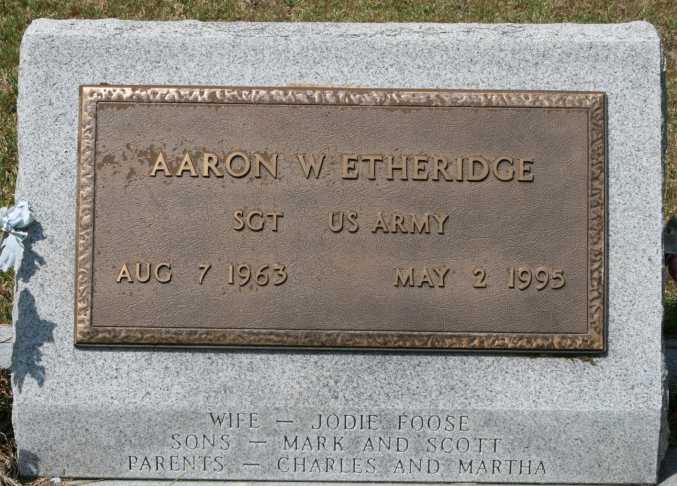 AARON W ETHERIDGE
SGT US ARMY
AUG 7 1963 MAY 2 1995
WIFE — JODIE FOOSE
SONS — MARK AND SCOTT
PARENTS — CHARLES AND MARTHA